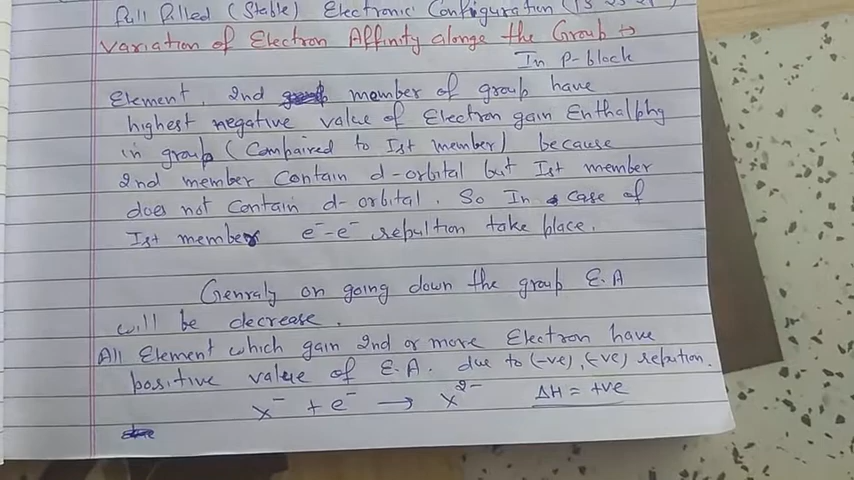 Full filled (Stable) Electronic Configuration
Variation of Electron Affinity alonge the Group →
In P-block
Element, 2nd member of group have
highest negative value of Electron gain Enthalphy
in group (Compaired to Ist member) because
2nd member contain d-orbital but Ist member
does not contain d-orbital. So In case of
Ist member e⁻-e⁻ repultion take place.
Genraly on going down the group E.A
will be decrease.
All Element which gain 2nd or more Electron have
positive value of E.A. due to (-ve), (-ve) repution.
X⁻ + e⁻ → X²⁻ ΔH = +ve